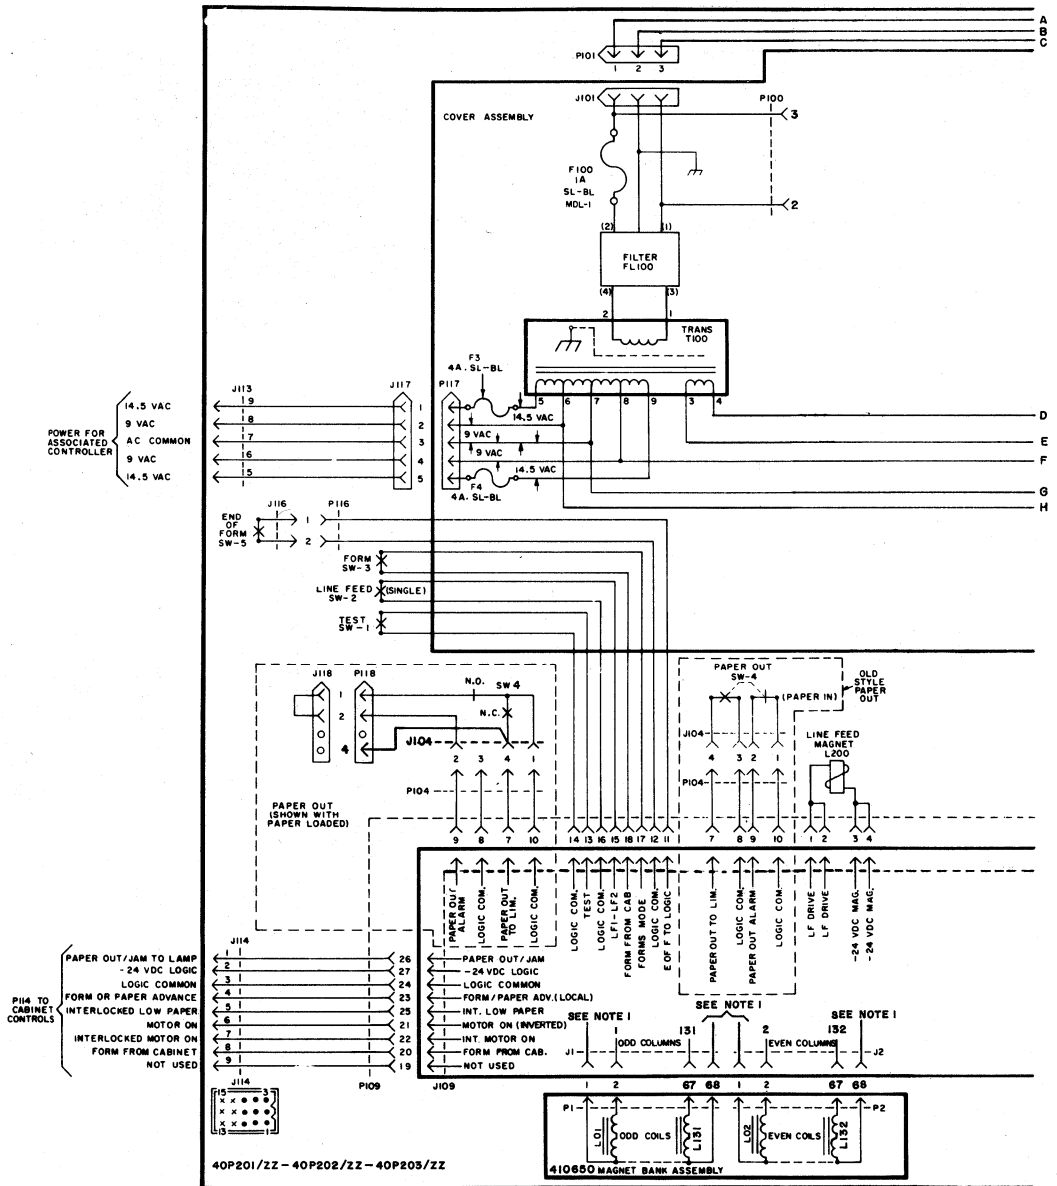 A
B
C
P101
1 2 3
J101
P100
COVER ASSEMBLY
3
F100
1A
SL-BL
MDL-1
2
(2) (1)
FILTER
FL100
(4) (3)
2 1
TRANS
T100
F3
4A. SL-BL
J113
J117
P117
5 6 7 8 9 3 4
POWER FOR
ASSOCIATED
CONTROLLER
14.5 VAC
9 VAC
AC COMMON
9 VAC
14.5 VAC
9
8
7
6
5
1
2
3
4
5
14.5 VAC
9 VAC
9 VAC
14.5 VAC
F4
4A. SL-BL
D
E
F
G
H
END
OF
FORM
SW-5
J116
P116
1
2
FORM
SW-3
LINE FEED
SW-2
(SINGLE)
TEST
SW-1
J118
P118
1
2
4
N.O.
SW 4
N.C.
J104
2 3 4 1
P104
PAPER OUT
(SHOWN WITH
PAPER LOADED)
9 8 7 10
14 13 16 15 18 17 12 11
PAPER OUT
SW-4
(PAPER IN)
OLD
STYLE
PAPER
OUT
J104
4 3 2 1
P104
7 8 9 10
LINE FEED
MAGNET
L200
1 2 3 4
PAPER OUT
ALARM
LOGIC COM.
PAPER OUT
TO LIM.
LOGIC COM.
LOGIC COM.
TEST
LOGIC COM.
LF1-LF2
FORM FROM CAB
FORMS MODE
LOGIC COM.
E OF F TO LOGIC
PAPER OUT TO LIM.
LOGIC COM.
PAPER OUT ALARM
LOGIC COM.
LF DRIVE
LF DRIVE
-24 VDC MAG.
-24 VDC MAG.
P114 TO
CABINET
CONTROLS
J114
PAPER OUT/JAM TO LAMP 1 26 PAPER OUT/JAM
-24 VDC LOGIC 2 27 -24 VDC LOGIC
LOGIC COMMON 3 24 LOGIC COMMON
FORM OR PAPER ADVANCE 4 23 FORM/PAPER ADV.(LOCAL)
INTERLOCKED LOW PAPER 5 25 INT. LOW PAPER
MOTOR ON 6 21 MOTOR ON (INVERTED)
INTERLOCKED MOTOR ON 7 22 INT. MOTOR ON
FORM FROM CABINET 8 20 FORM FROM CAB.
NOT USED 9 19 NOT USED
J114
P109
J109
15 3
13 1
SEE NOTE 1
SEE NOTE 1
SEE NOTE 1
1 131 2 132
ODD COLUMNS
EVEN COLUMNS
J1
J2
1 2 67 68 1 2 67 68
P1
P2
L01
ODD COILS
L131
L02
EVEN COILS
L132
410650 MAGNET BANK ASSEMBLY
40P201/ZZ-40P202/ZZ-40P203/ZZ